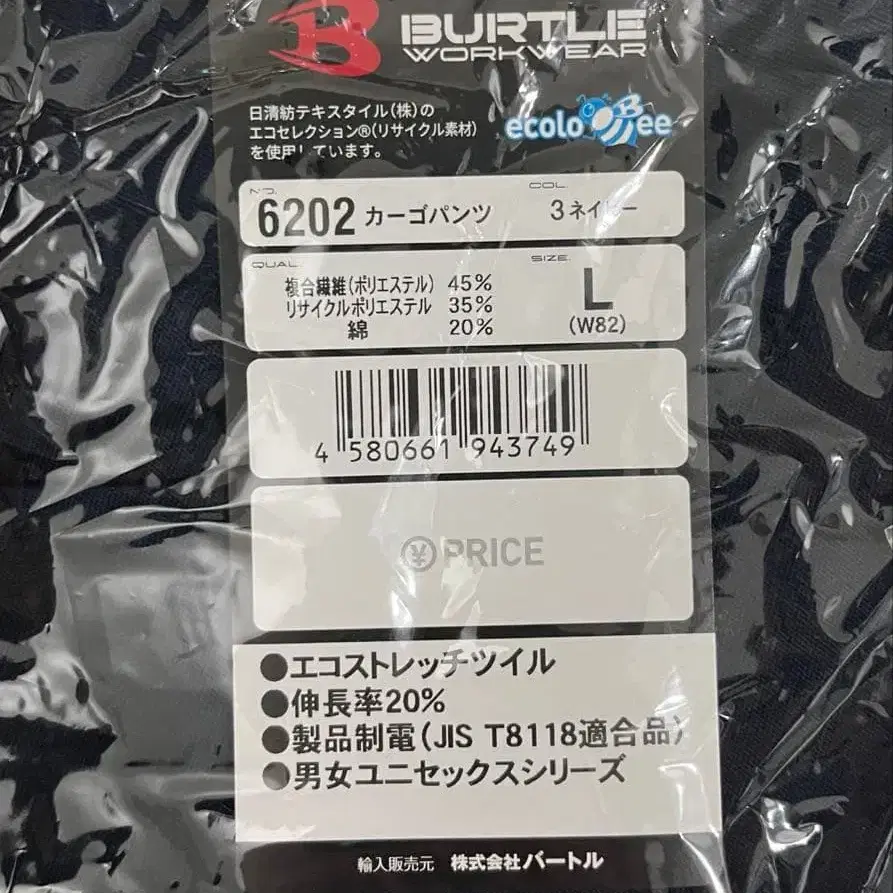 BURTLE
WORKWEAR
日清紡テキスタイル(株)の
エコセレクション®(リサイクル素材)
を使用しています。
ecolo Bee
NO.
6202 カーゴパンツ
COL.
3 ネイビー
QUAL.
複合繊維(ポリエステル) 45%
リサイクルポリエステル 35%
綿 20%
SIZE.
L
(W82)
4 580661 943749
¥ PRICE
●エコストレッチツイル
●伸長率20%
●製品制電(JIS T8118適合品)
●男女ユニセックスシリーズ
輸入販売元 株式会社バートル